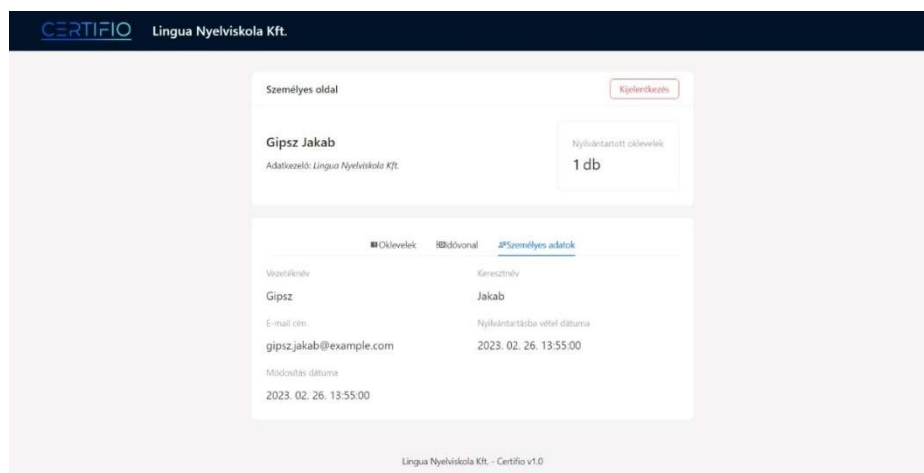 CERTIFIO Lingua Nyelviskola Kft.
Személyes oldal Kijelentkezés
Gipsz Jakab
Adatkezelő: Lingua Nyelviskola Kft.
Nyilvántartott oklevelek
1 db
Oklevelek Idővonal Személyes adatok
Vezetéknév Keresztnév
Gipsz Jakab
E-mail cím Nyilvántartásba vétel dátuma
gipsz.jakab@example.com 2023. 02. 26. 13:55:00
Módosítás dátuma
2023. 02. 26. 13:55:00
Lingua Nyelviskola Kft. - Certifio v1.0